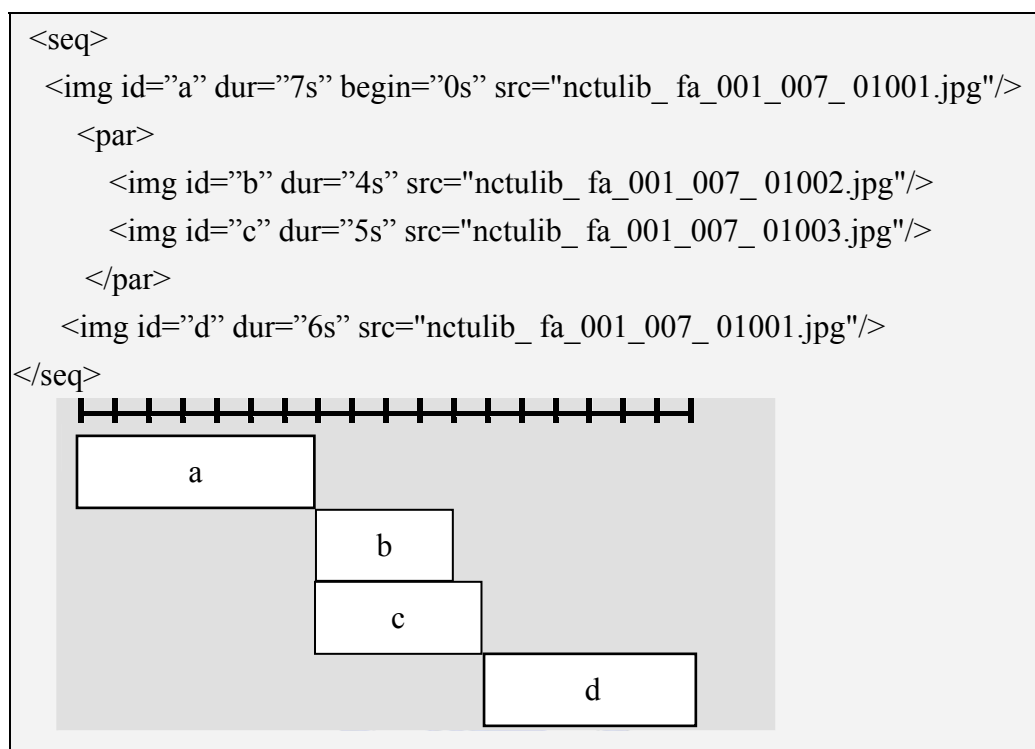 <seq>
<img id=”a” dur=”7s” begin=”0s” src="nctulib_ fa_001_007_ 01001.jpg"/>
<par>
<img id=”b” dur=”4s” src="nctulib_ fa_001_007_ 01002.jpg"/>
<img id=”c” dur=”5s” src="nctulib_ fa_001_007_ 01003.jpg"/>
</par>
<img id=”d” dur=”6s” src="nctulib_ fa_001_007_ 01001.jpg"/>
</seq>
a
b
c
d